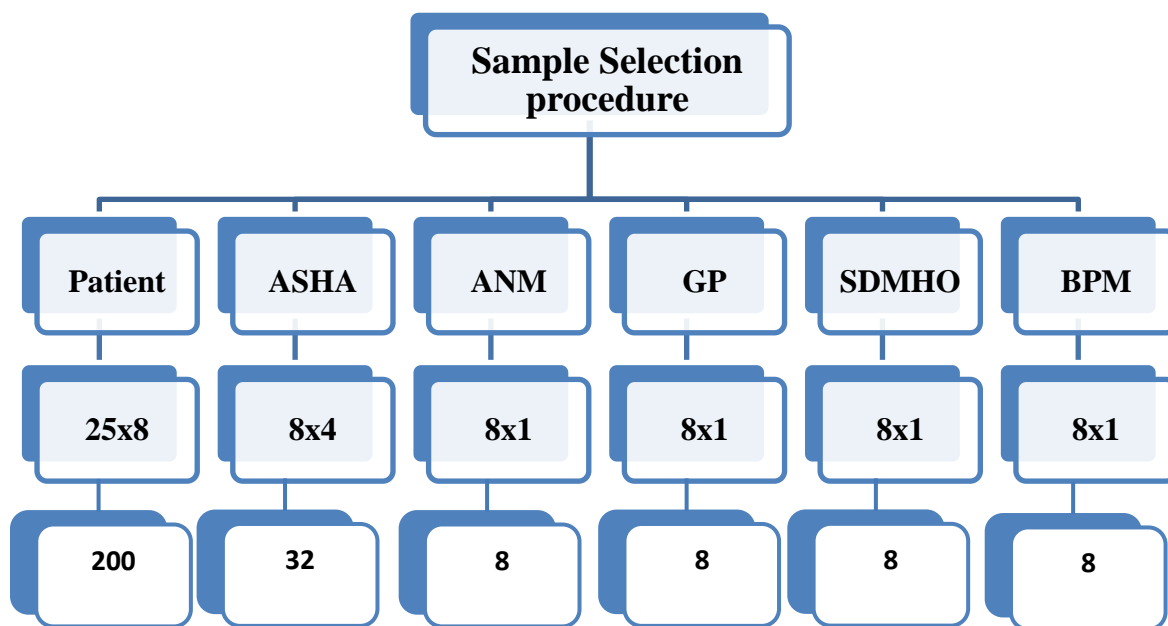 Sample Selection
procedure
Patient
ASHA
ANM
GP
SDMHO
BPM
25x8
8x4
8x1
8x1
8x1
8x1
200
32
8
8
8
8